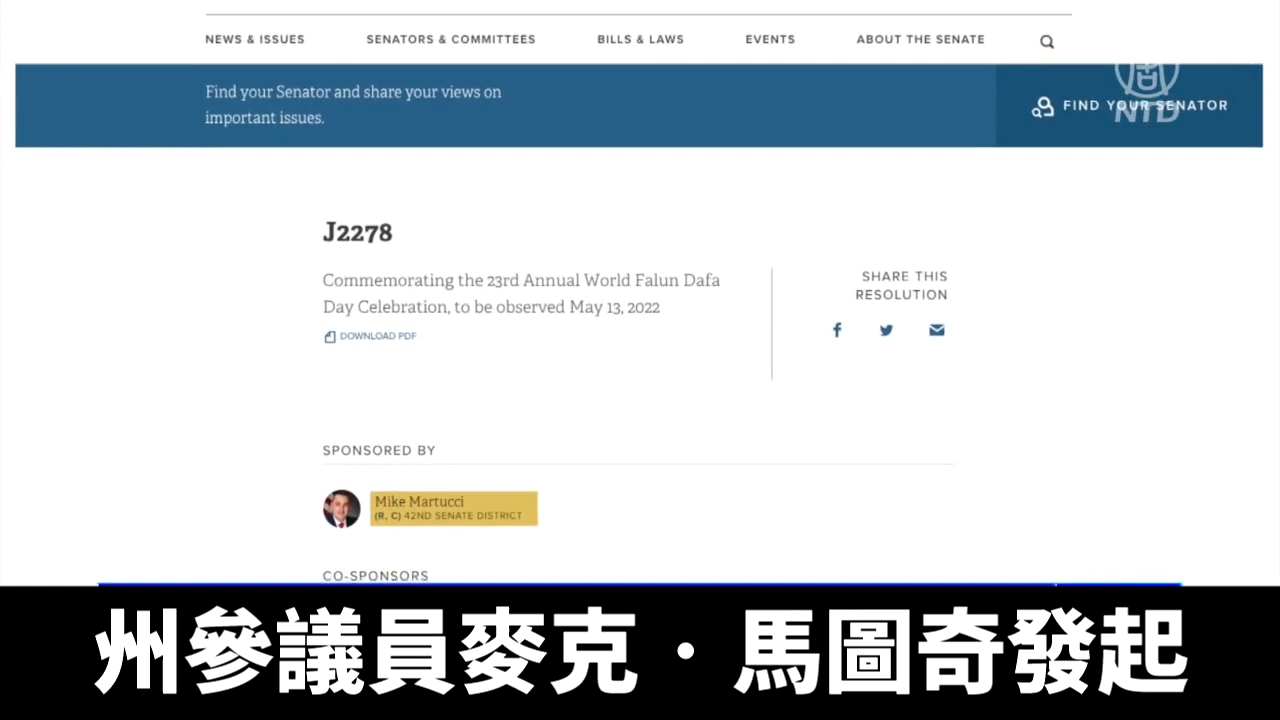 NEWS & ISSUES SENATORS & COMMITTEES BILLS & LAWS EVENTS ABOUT THE SENATE
Find your Senator and share your views on
important issues.
FIND YOUR SENATOR
NTD
J2278
Commemorating the 23rd Annual World Falun Dafa
Day Celebration, to be observed May 13, 2022
DOWNLOAD PDF
SHARE THIS
RESOLUTION
SPONSORED BY
Mike Martucci
(R, C) 42ND SENATE DISTRICT
CO-SPONSORS
州參議員麥克·馬圖奇發起